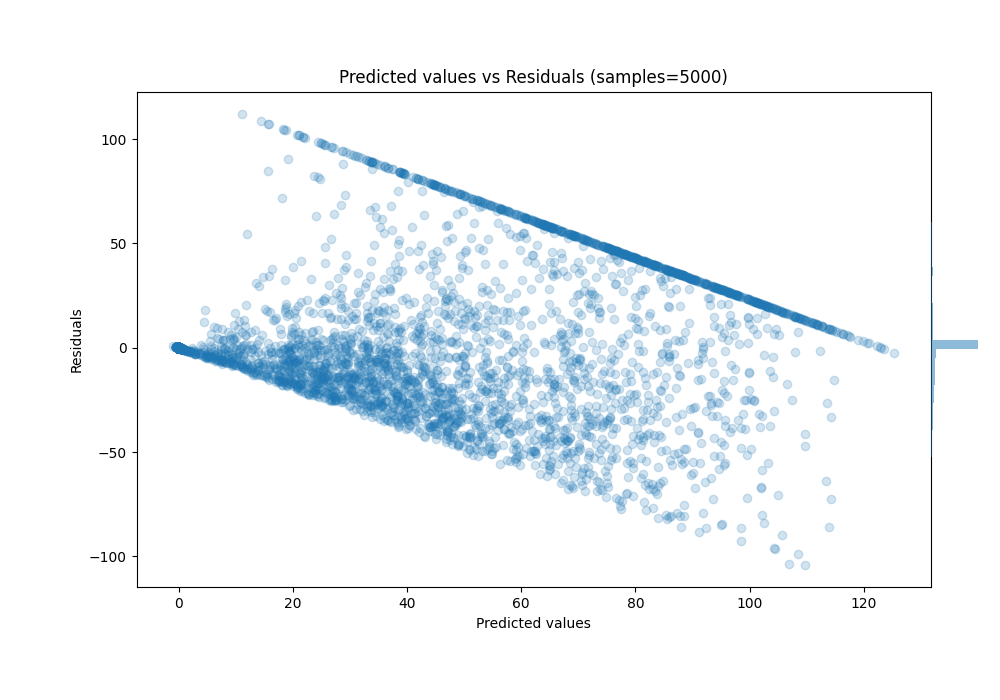 Predicted values vs Residuals (samples=5000)
100
50
0
−50
−100
Residuals
0 20 40 60 80 100 120
Predicted values